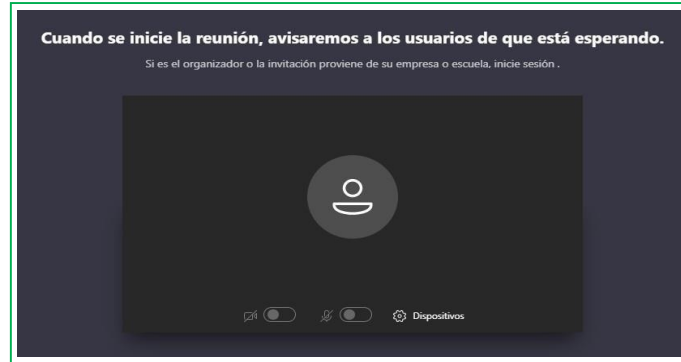 Cuando se inicie la reunión, avisaremos a los usuarios de que está esperando.
Si es el organizador o la invitación proviene de su empresa o escuela, inicie sesión .
Dispositivos